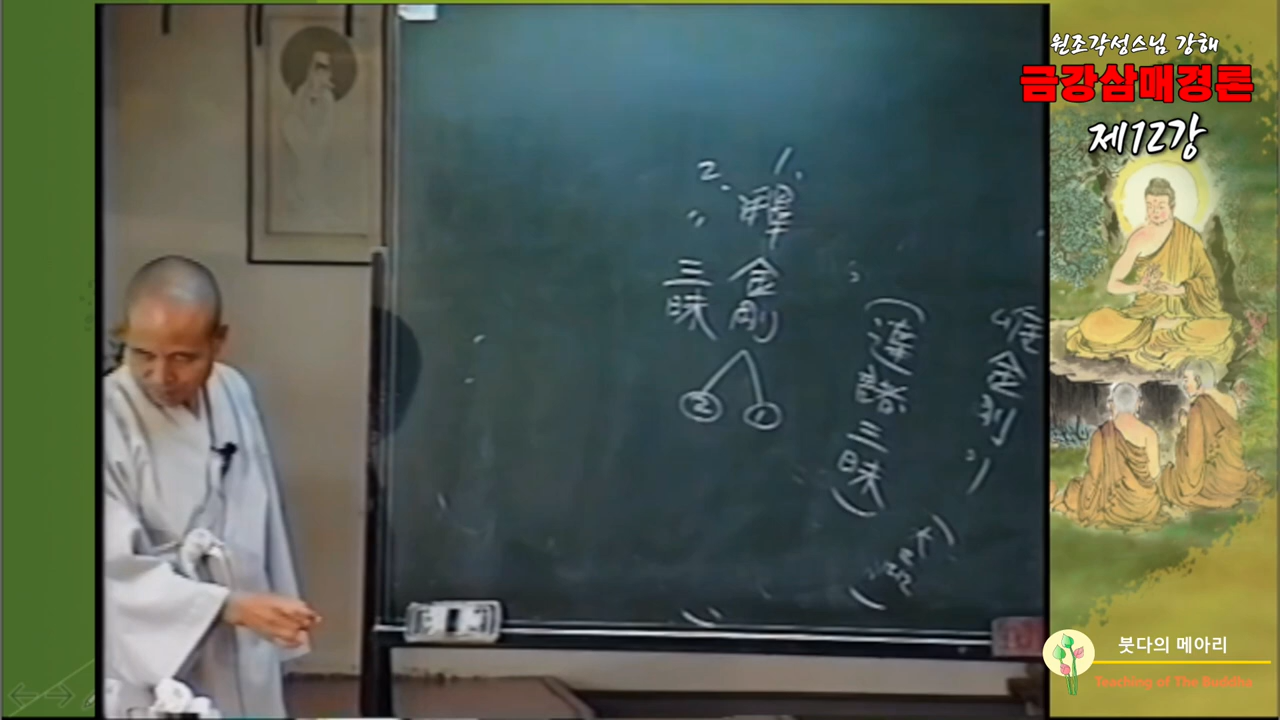 원조각성스님 강해
금강삼매경론
제12강
1.
釋
金剛
①
②
2.
〃
三昧
諸三昧
金剛
붓다의 메아리
Teaching of The Buddha